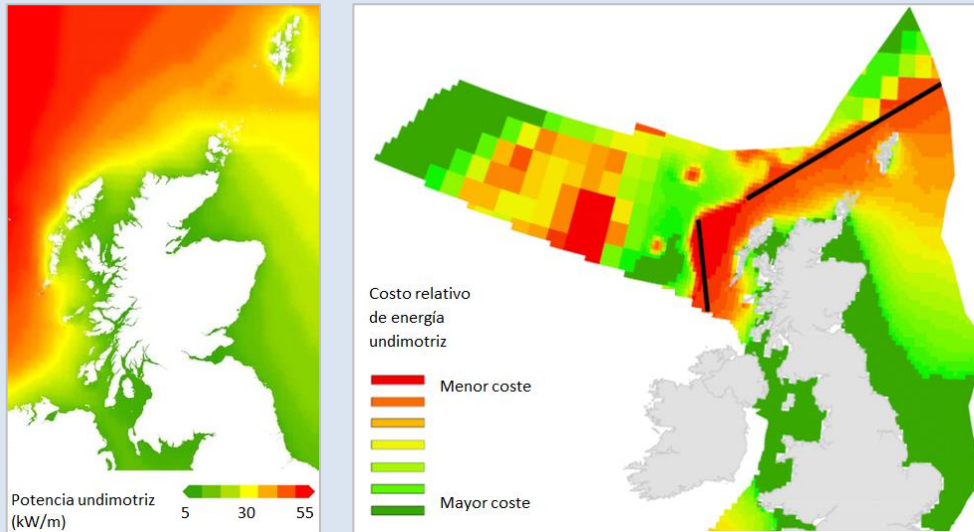 Potencia undimotriz
(kW/m)
5 30 55
Costo relativo
de energía
undimotriz
Menor coste
Mayor coste